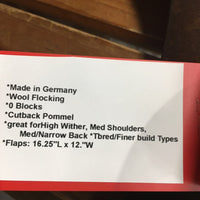 *Made in Germany
*Wool Flocking
*0 Blocks
*Cutback Pommel
*great forHigh Wither, Med Shoulders,
Med/Narrow Back *Tbred/Finer build Types
*Flaps: 16.25"L x 12."W